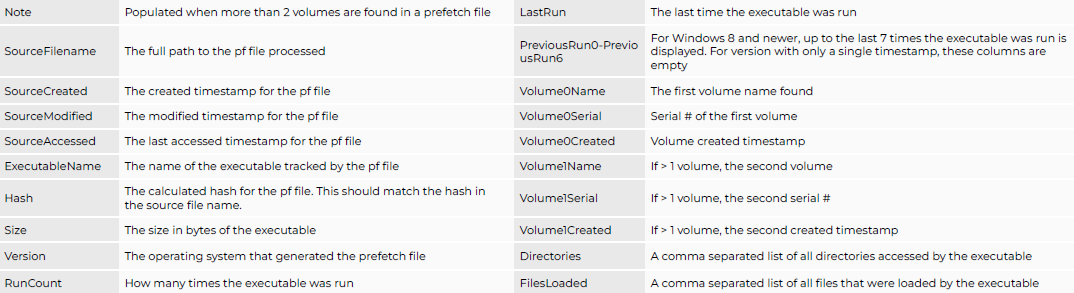 Note
Populated when more than 2 volumes are found in a prefetch file
SourceFilename
The full path to the pf file processed
SourceCreated
The created timestamp for the pf file
SourceModified
The modified timestamp for the pf file
SourceAccessed
The last accessed timestamp for the pf file
ExecutableName
The name of the executable tracked by the pf file
Hash
The calculated hash for the pf file. This should match the hash in
the source file name.
Size
The size in bytes of the executable
Version
The operating system that generated the prefetch file
RunCount
How many times the executable was run
LastRun
The last time the executable was run
PreviousRun0-Previo
usRun6
For Windows 8 and newer, up to the last 7 times the executable was run is
displayed. For version with only a single timestamp, these columns are
empty
Volume0Name
The first volume name found
Volume0Serial
Serial # of the first volume
Volume0Created
Volume created timestamp
Volume1Name
If > 1 volume, the second volume
Volume1Serial
If > 1 volume, the second serial #
Volume1Created
If > 1 volume, the second created timestamp
Directories
A comma separated list of all directories accessed by the executable
FilesLoaded
A comma separated list of all files that were loaded by the executable